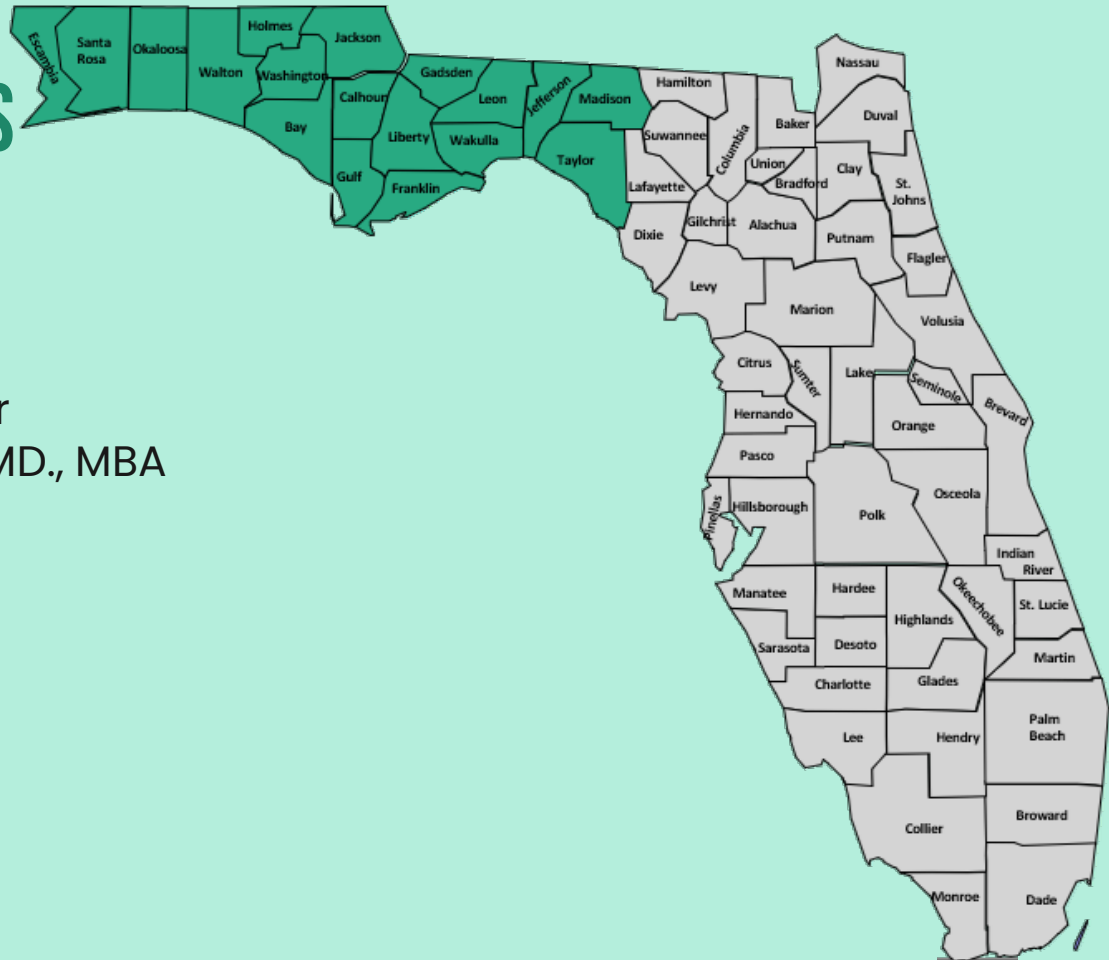 S
r
MD., MBA
Escambia
Santa
Rosa
Okaloosa
Walton
Holmes
Washington
Jackson
Bay
Calhoun
Gulf
Liberty
Gadsden
Franklin
Leon
Wakulla
Jefferson
Madison
Taylor
Hamilton
Suwannee
Lafayette
Columbia
Baker
Nassau
Duval
Union
Bradford
Clay
St.
Johns
Dixie
Gilchrist
Alachua
Putnam
Flagler
Levy
Marion
Volusia
Citrus
Sumter
Lake
Seminole
Brevard
Hernando
Orange
Pasco
Pinellas
Hillsborough
Polk
Osceola
Indian
River
Manatee
Hardee
Highlands
Okeechobee
St. Lucie
Sarasota
Desoto
Martin
Charlotte
Glades
Lee
Hendry
Palm
Beach
Collier
Broward
Monroe
Dade